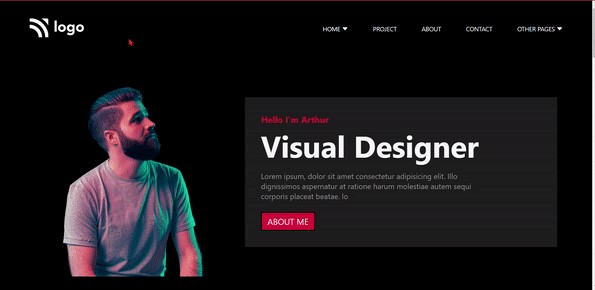 logo
HOME
PROJECT
ABOUT
CONTACT
OTHER PAGES
Hello I'm Arthur
Visual Designer
Lorem ipsum, dolor sit amet consectetur adipisicing elit. Illo
dignissimos aspernatur at ratione harum molestiae autem sequi
corporis placeat beatae. Io
ABOUT ME